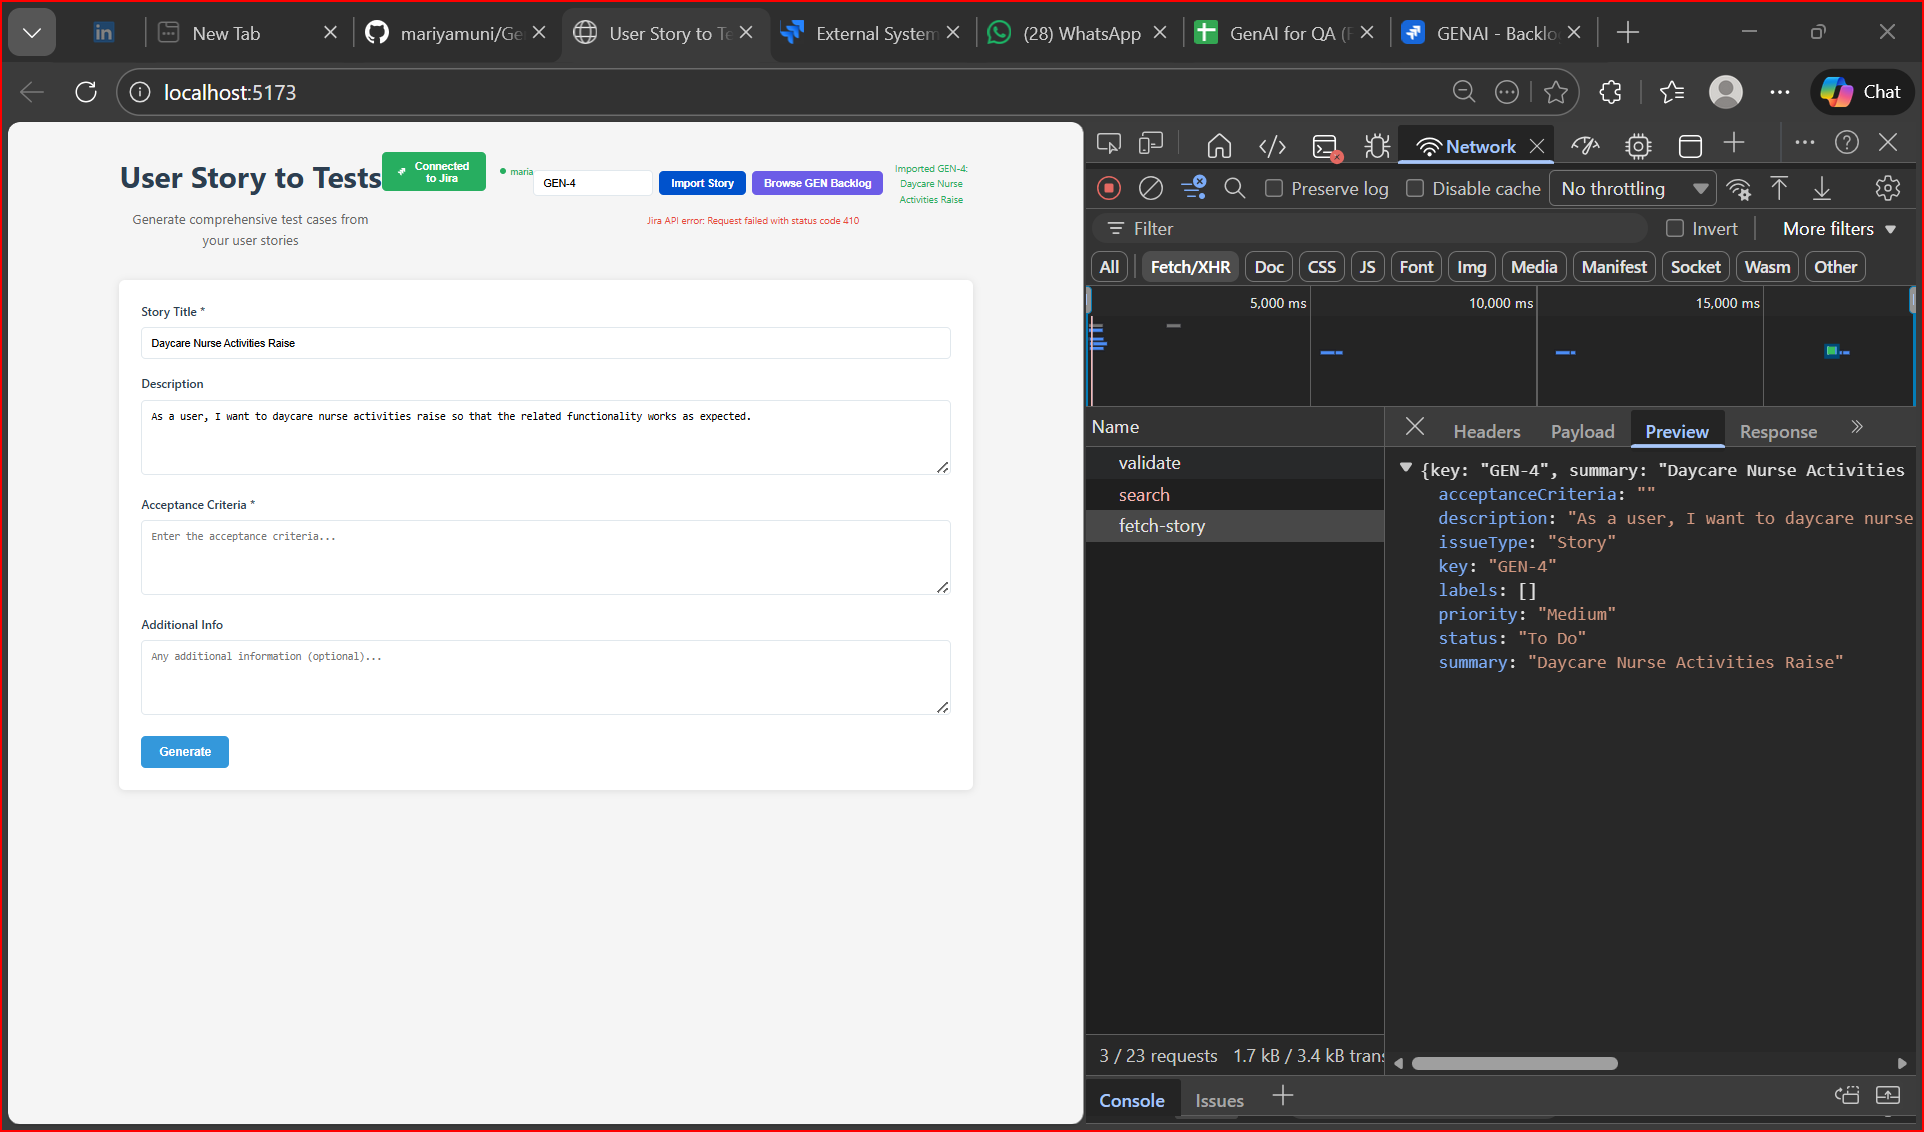 New Tab
mariyamuni/Ge
User Story to Te
External System
(28) WhatsApp
GenAI for QA (F
GENAI - Backlo
localhost:5173
Chat
User Story to Tests
Generate comprehensive test cases from
your user stories
Connected
to Jira
maria
GEN-4
Import Story
Browse GEN Backlog
Imported GEN-4:
Daycare Nurse
Activities Raise
Jira API error: Request failed with status code 410
Story Title *
Daycare Nurse Activities Raise
Description
As a user, I want to daycare nurse activities raise so that the related functionality works as expected.
Acceptance Criteria *
Enter the acceptance criteria...
Additional Info
Any additional information (optional)...
Generate
Network
Preserve log
Disable cache
No throttling
Filter
Invert
More filters
All
Fetch/XHR
Doc
CSS
JS
Font
Img
Media
Manifest
Socket
Wasm
Other
5,000 ms
10,000 ms
15,000 ms
Name
validate
search
fetch-story
Headers
Payload
Preview
Response
{key: "GEN-4", summary: "Daycare Nurse Activities
acceptanceCriteria: ""
description: "As a user, I want to daycare nurse
issueType: "Story"
key: "GEN-4"
labels: []
priority: "Medium"
status: "To Do"
summary: "Daycare Nurse Activities Raise"
3 / 23 requests
1.7 kB / 3.4 kB trans
Console
Issues